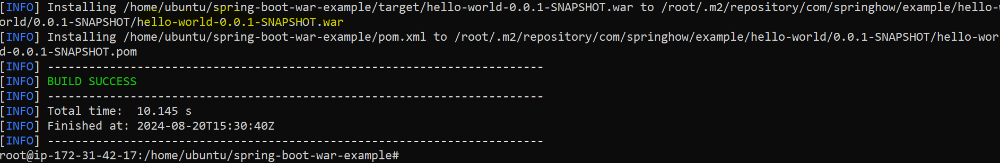 [INFO] Installing /home/ubuntu/spring-boot-war-example/target/hello-world-0.0.1-SNAPSHOT.war to /root/.m2/repository/com/springhow/example/hello-w
orld/0.0.1-SNAPSHOT/hello-world-0.0.1-SNAPSHOT.war
[INFO] Installing /home/ubuntu/spring-boot-war-example/pom.xml to /root/.m2/repository/com/springhow/example/hello-world/0.0.1-SNAPSHOT/hello-wor
d-0.0.1-SNAPSHOT.pom
[INFO] ------------------------------------------------------------------------
[INFO] BUILD SUCCESS
[INFO] ------------------------------------------------------------------------
[INFO] Total time:  10.145 s
[INFO] Finished at: 2024-08-20T15:30:40Z
[INFO] ------------------------------------------------------------------------
root@ip-172-31-42-17:/home/ubuntu/spring-boot-war-example#